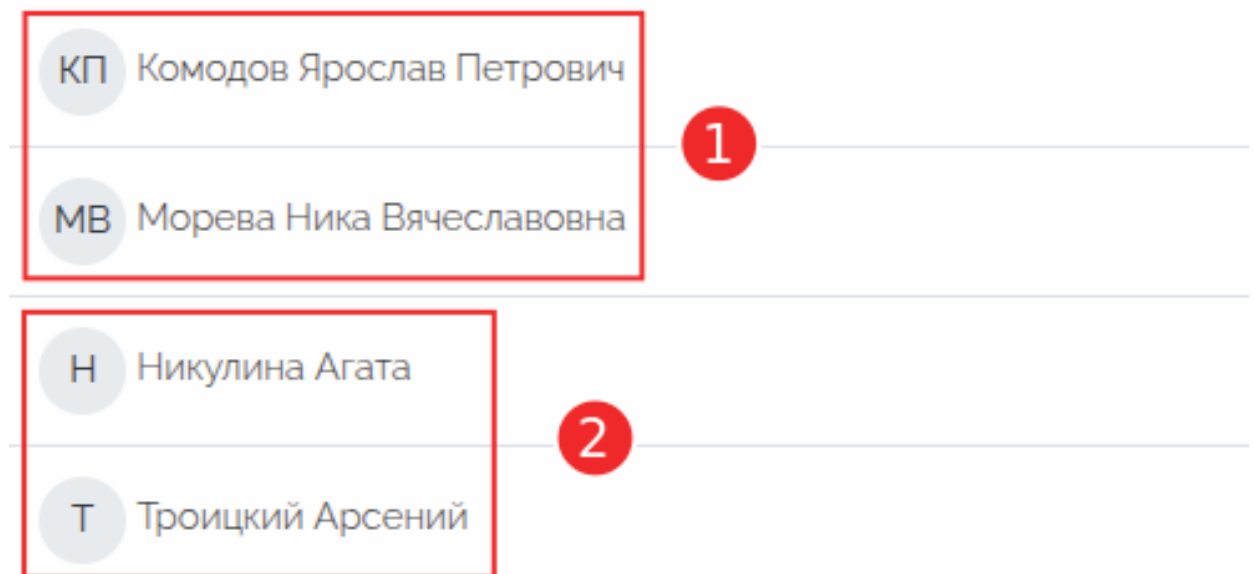 КП Комодов Ярослав Петрович
1
МВ Морева Ника Вячеславовна
Н Никулина Агата
2
Т Троицкий Арсений